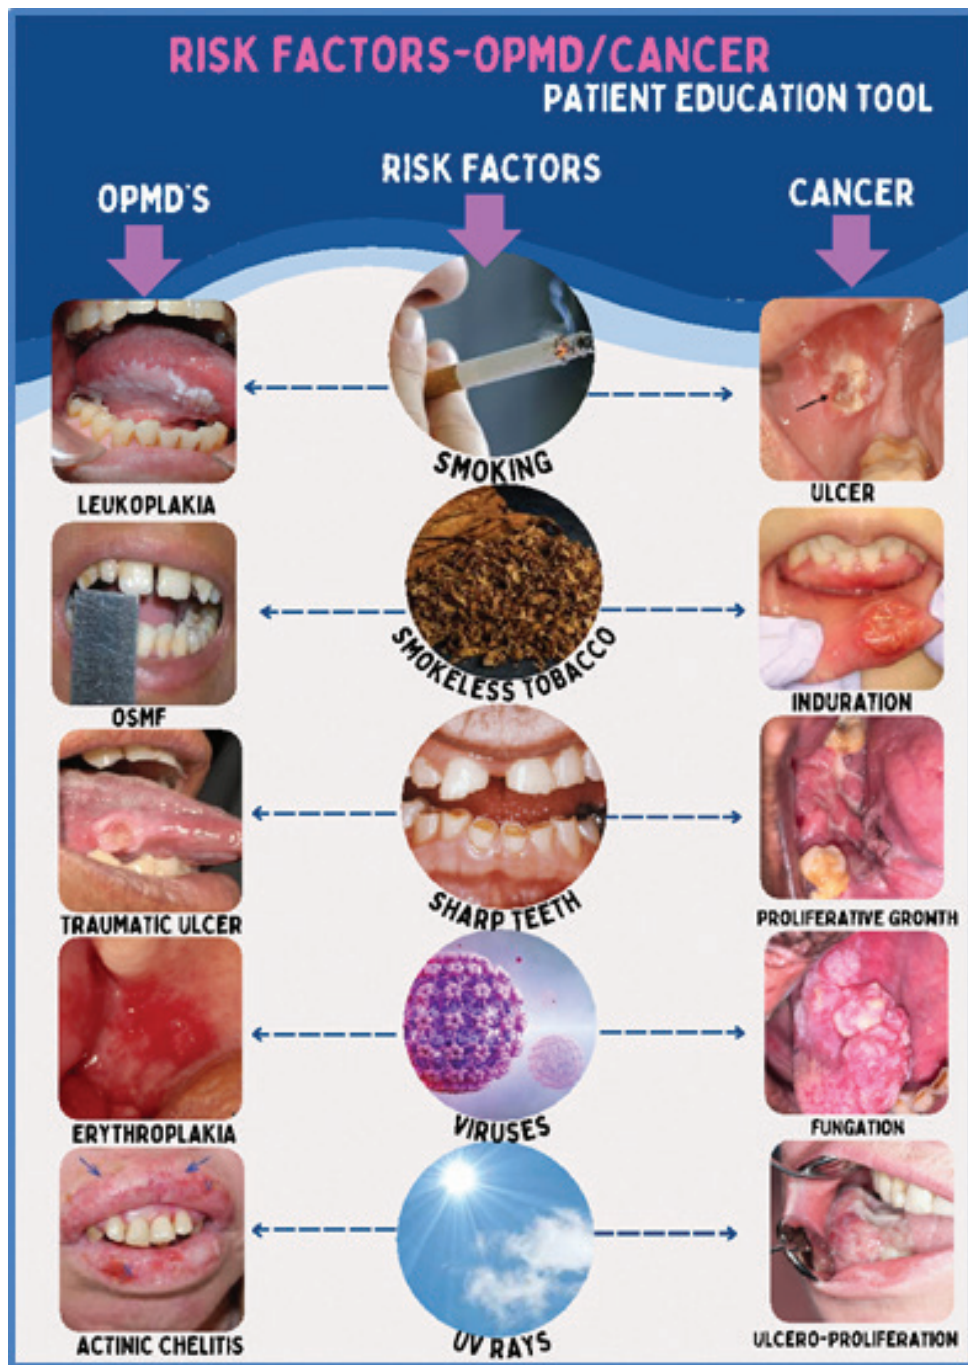 RISK FACTORS-OPMD/CANCER
PATIENT EDUCATION TOOL
OPMD'S
RISK FACTORS
CANCER
LEUKOPLAKIA
SMOKING
ULCER
OSMF
SMOKELESS TOBACCO
INDURATION
TRAUMATIC ULCER
SHARP TEETH
PROLIFERATIVE GROWTH
ERYTHROPLAKIA
VIRUSES
FUNGATION
ACTINIC CHELITIS
UV RAYS
ULCERO-PROLIFERATION